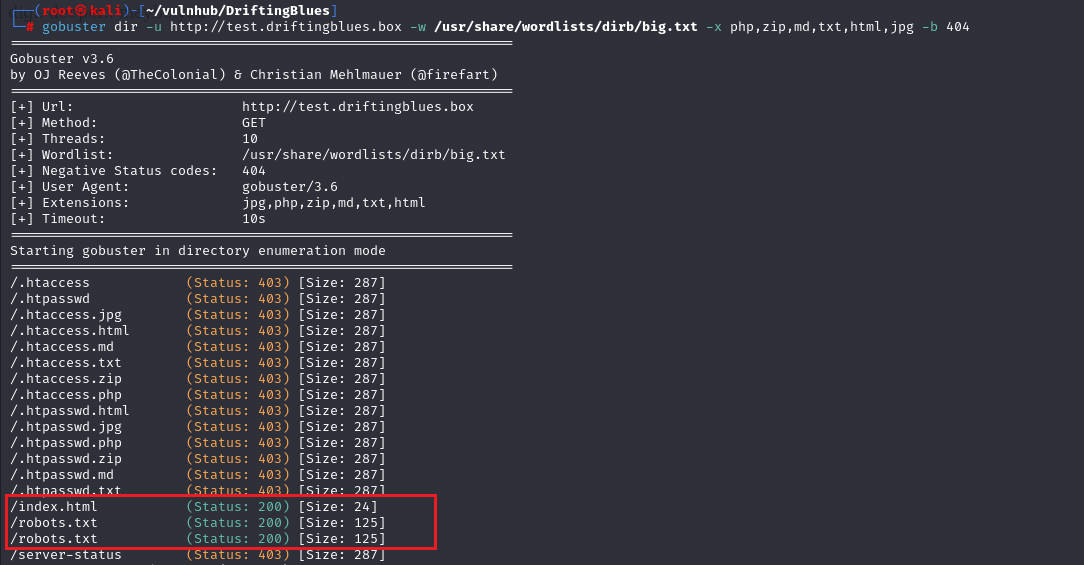 ┌──(root㉿kali)-[~/vulnhub/DriftingBlues]
└─# gobuster dir -u http://test.driftingblues.box -w /usr/share/wordlists/dirb/big.txt -x php,zip,md,txt,html,jpg -b 404
===============================================================
Gobuster v3.6
by OJ Reeves (@TheColonial) & Christian Mehlmauer (@firefart)
===============================================================
[+] Url:                     http://test.driftingblues.box
[+] Method:                  GET
[+] Threads:                 10
[+] Wordlist:                /usr/share/wordlists/dirb/big.txt
[+] Negative Status codes:   404
[+] User Agent:              gobuster/3.6
[+] Extensions:              jpg,php,zip,md,txt,html
[+] Timeout:                 10s
===============================================================
Starting gobuster in directory enumeration mode
===============================================================
/.htaccess            (Status: 403) [Size: 287]
/.htpasswd            (Status: 403) [Size: 287]
/.htaccess.jpg        (Status: 403) [Size: 287]
/.htaccess.html       (Status: 403) [Size: 287]
/.htaccess.md         (Status: 403) [Size: 287]
/.htaccess.txt        (Status: 403) [Size: 287]
/.htaccess.zip        (Status: 403) [Size: 287]
/.htaccess.php        (Status: 403) [Size: 287]
/.htpasswd.html       (Status: 403) [Size: 287]
/.htpasswd.jpg        (Status: 403) [Size: 287]
/.htpasswd.php        (Status: 403) [Size: 287]
/.htpasswd.zip        (Status: 403) [Size: 287]
/.htpasswd.md         (Status: 403) [Size: 287]
/.htpasswd.txt        (Status: 403) [Size: 287]
/index.html           (Status: 200) [Size: 24]
/robots.txt           (Status: 200) [Size: 125]
/robots.txt           (Status: 200) [Size: 125]
/server-status        (Status: 403) [Size: 287]